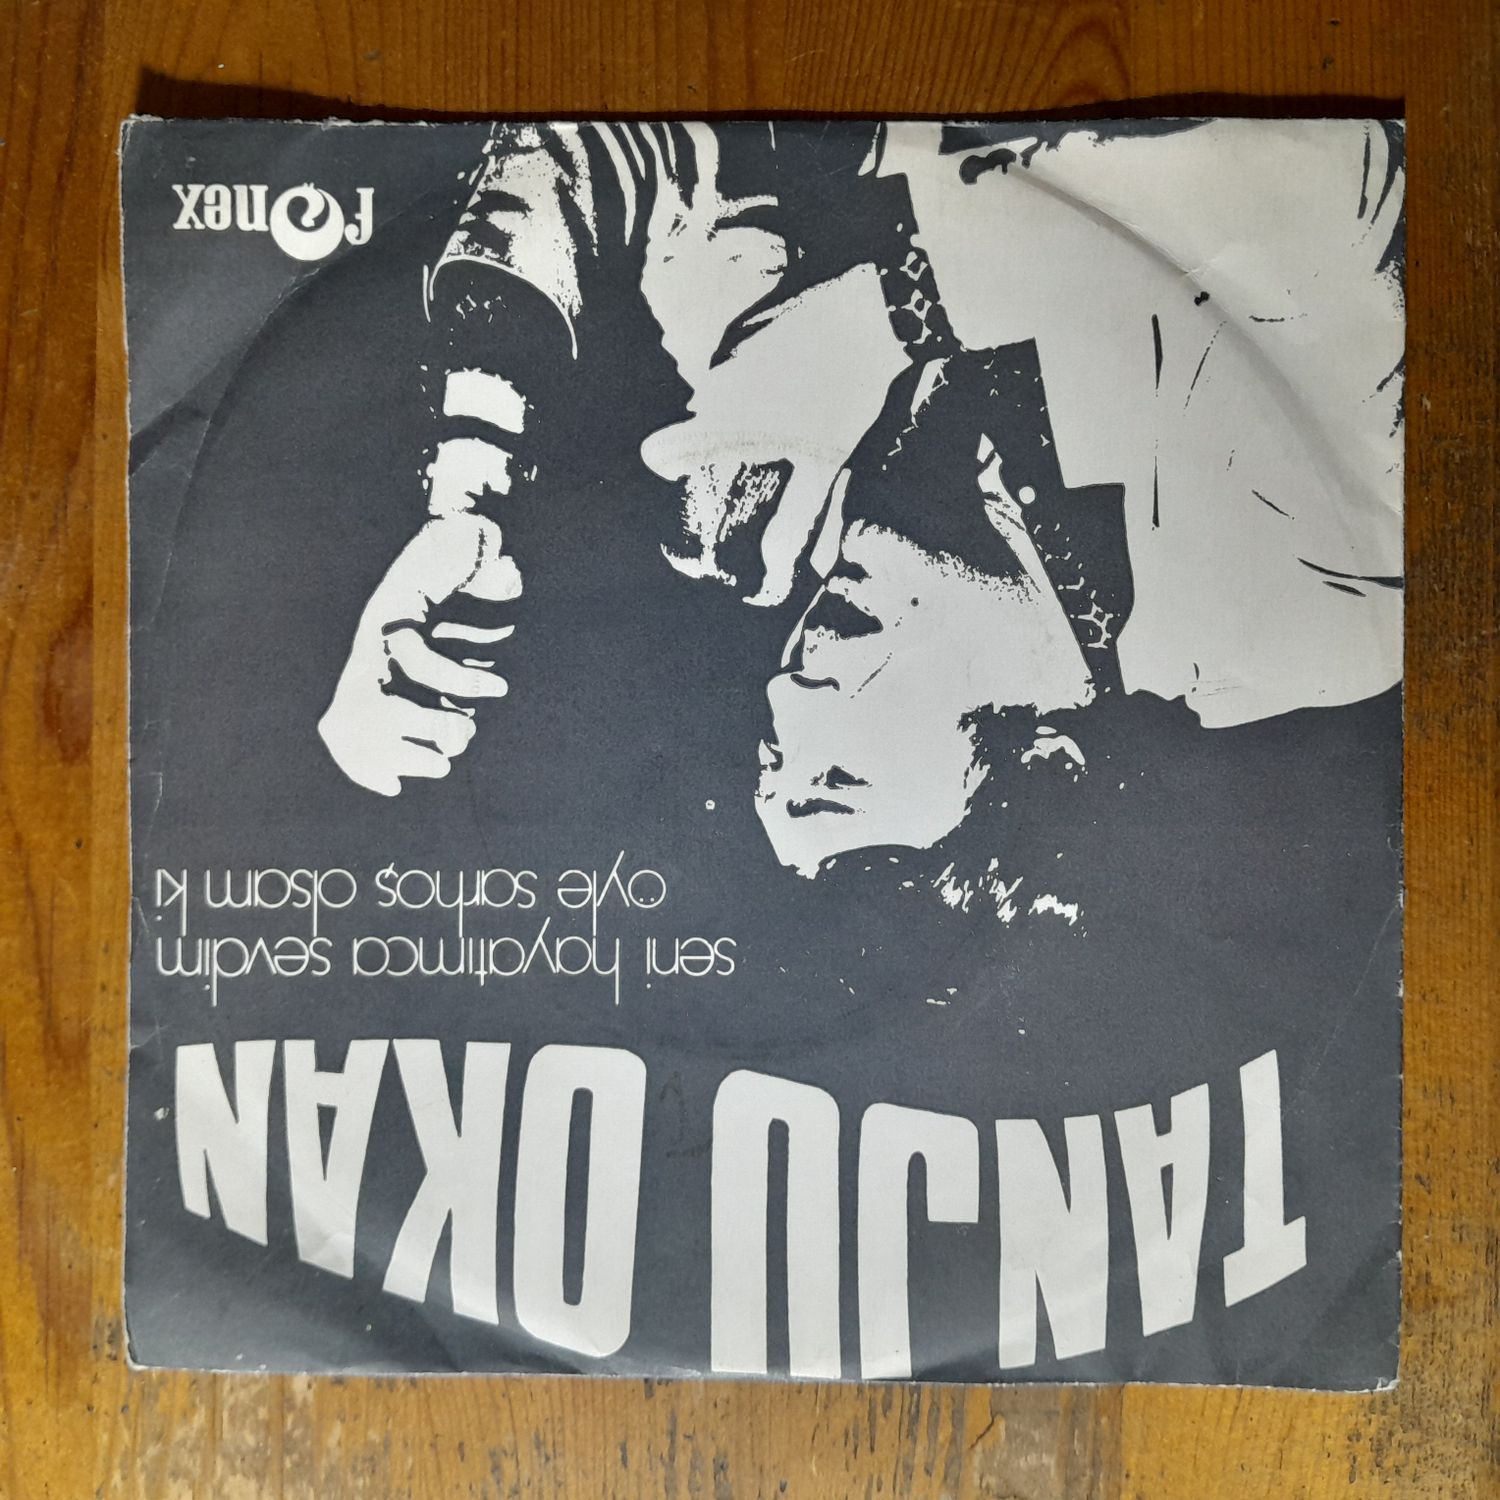 TANJU OKAN
seni hayatımca sevdim
öyle sarhoş olsam ki
fonex